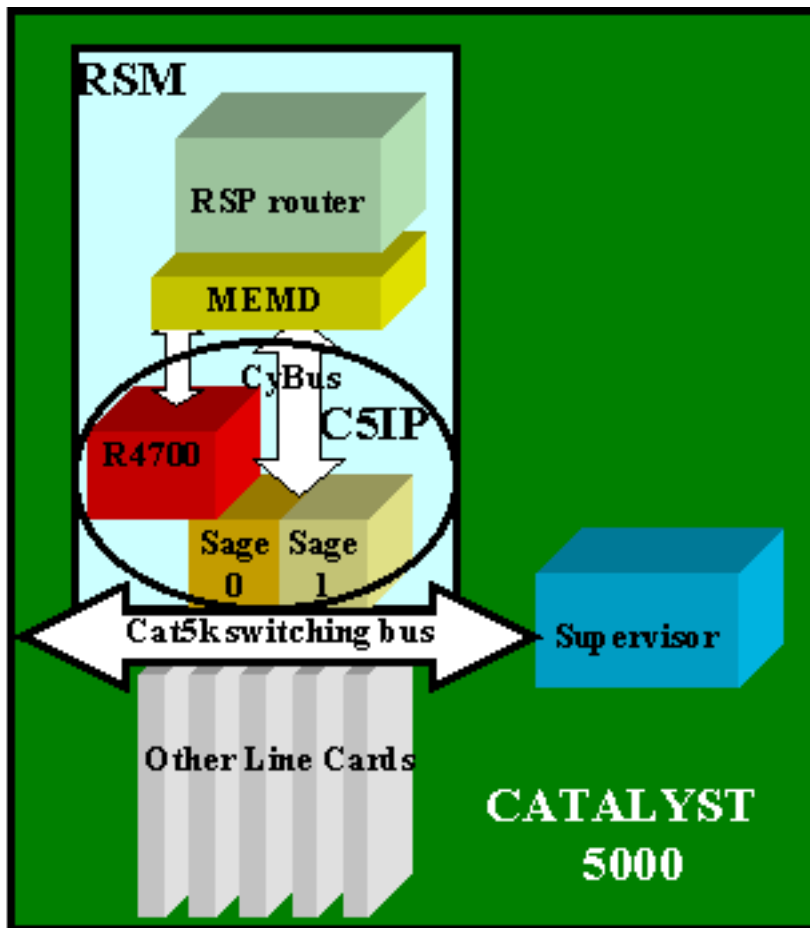 RSM
RSP router
MEMD
CyBus
C5IP
R4700
Sage
0
Sage
1
Cat5k switching bus
Supervisor
Other Line Cards
CATALYST
5000